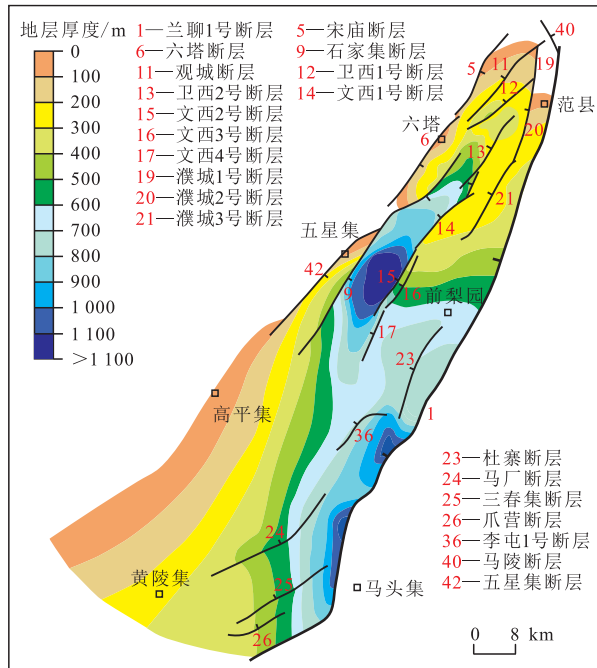 地层厚度/m
0
100
200
300
400
500
600
700
800
900
1 000
1 100
>1 100
1—兰聊1号断层
5—宋庙断层
6—六塔断层
9—石家集断层
11—观城断层
12—卫西1号断层
13—卫西2号断层
14—文西1号断层
15—文西2号断层
16—文西3号断层
17—文西4号断层
19—濮城1号断层
20—濮城2号断层
21—濮城3号断层
40
5
11
19
12
范县
20
六塔
6
13
21
14
五星集
42
9
15
16
前梨园
17
23
高平集
1
36
24
黄陵集
25
马头集
26
23—杜寨断层
24—马厂断层
25—三春集断层
26—爪营断层
36—李屯1号断层
40—马陵断层
42—五星集断层
0 8 km